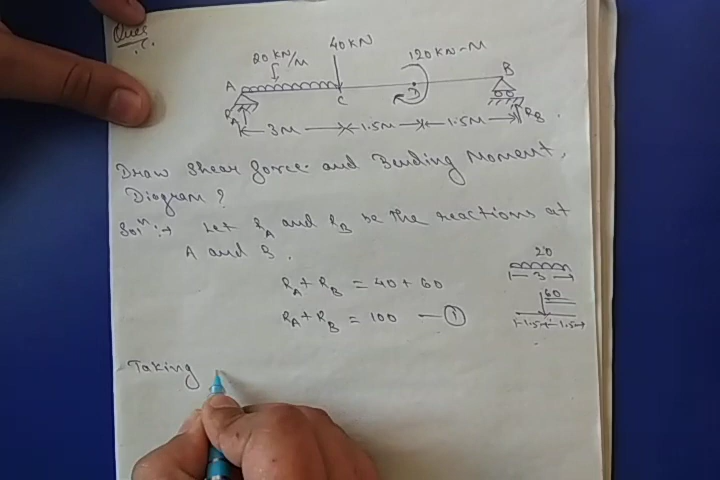 Ques
20 KN/M
40 KN
120 KN-M
A
C
D
B
RA
RB
3M
1.5M
1.5M
Draw Shear force and Bending Moment,
Diagram ?
Solⁿ :→ Let RA and RB be the reactions at
A and B.
RA + RB = 40 + 60
RA + RB = 100 — ①
20
3
60
1.5 1.5
Taking